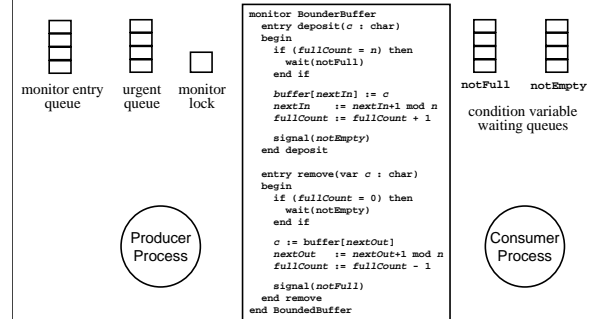 monitor BounderBuffer
entry deposit(c : char)
begin
if (fullCount = n) then
wait(notFull)
end if
buffer[nextIn] := c
nextIn := nextIn+1 mod n
fullCount := fullCount + 1
signal(notEmpty)
end deposit
entry remove(var c : char)
begin
if (fullCount = 0) then
wait(notEmpty)
end if
c := buffer[nextOut]
nextOut := nextOut+1 mod n
fullCount := fullCount - 1
signal(notFull)
end remove
end BoundedBuffer
monitor entry
queue
urgent
queue
monitor
lock
notFull
notEmpty
condition variable
waiting queues
Producer
Process
Consumer
Process